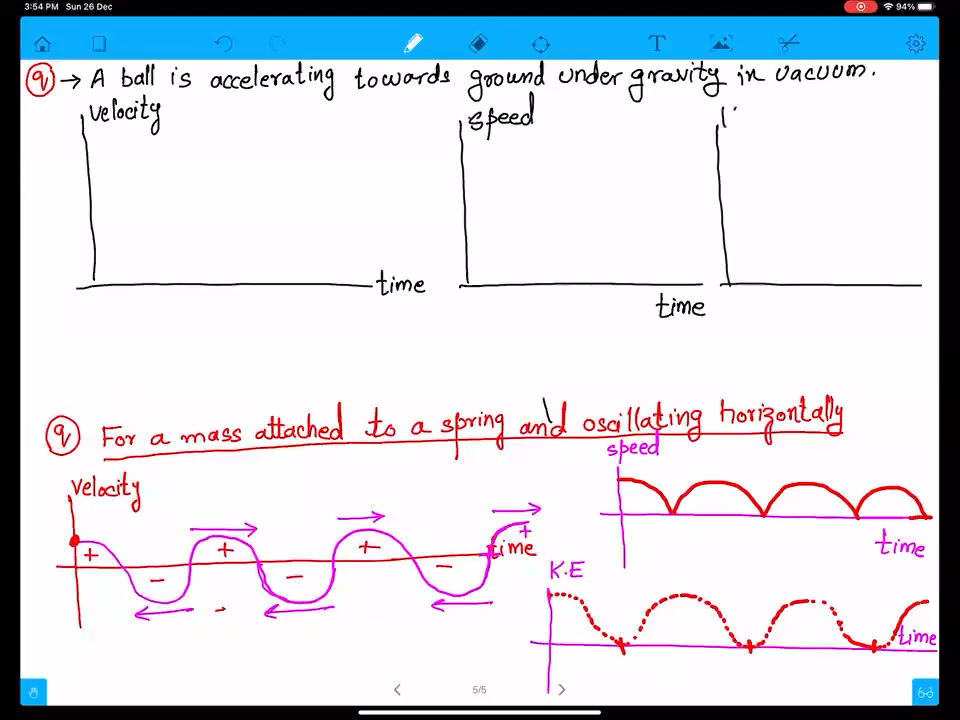 3:54 PM Sun 26 Dec
94%
T
q → A ball is accelerating towards ground under gravity in vacuum.
velocity
speed
time
time
q For a mass attached to a spring and oscillating horizontally
velocity
speed
+ + + +
time
- - -
time
K.E
time
5/5